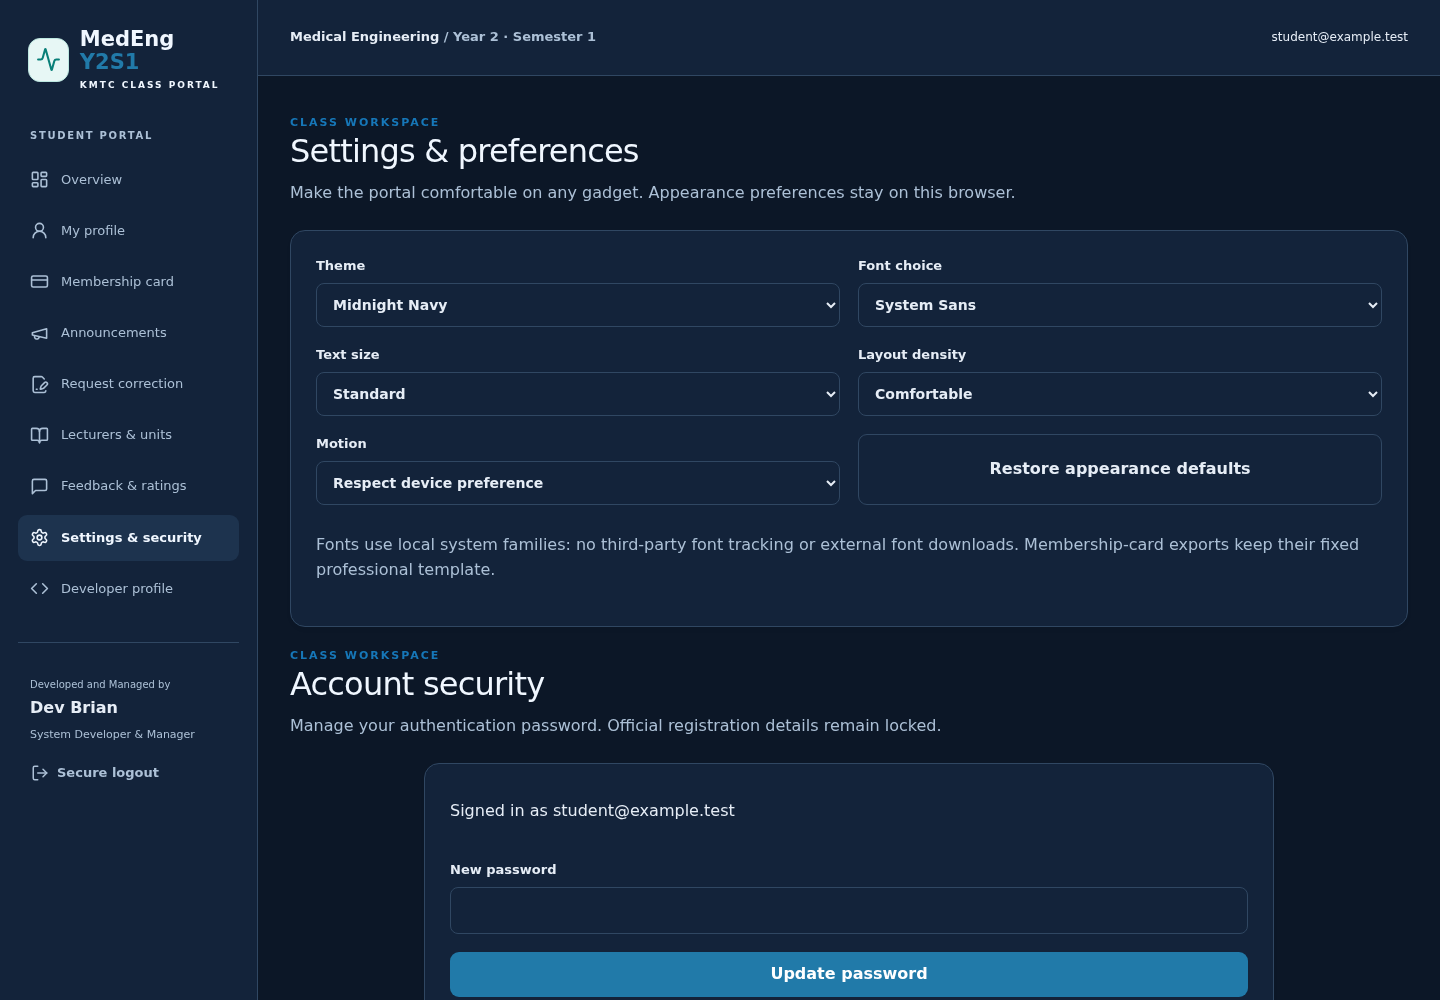 MedEng
Y2S1
KMTC CLASS PORTAL
STUDENT PORTAL
Overview
My profile
Membership card
Announcements
Request correction
Lecturers & units
Feedback & ratings
Settings & security
Developer profile
Developed and Managed by
Dev Brian
System Developer & Manager
Secure logout
Medical Engineering / Year 2 · Semester 1
student@example.test
CLASS WORKSPACE
Settings & preferences
Make the portal comfortable on any gadget. Appearance preferences stay on this browser.
Theme
Midnight Navy
Font choice
System Sans
Text size
Standard
Layout density
Comfortable
Motion
Respect device preference
Restore appearance defaults
Fonts use local system families: no third-party font tracking or external font downloads. Membership-card exports keep their fixed
professional template.
CLASS WORKSPACE
Account security
Manage your authentication password. Official registration details remain locked.
Signed in as student@example.test
New password
Update password